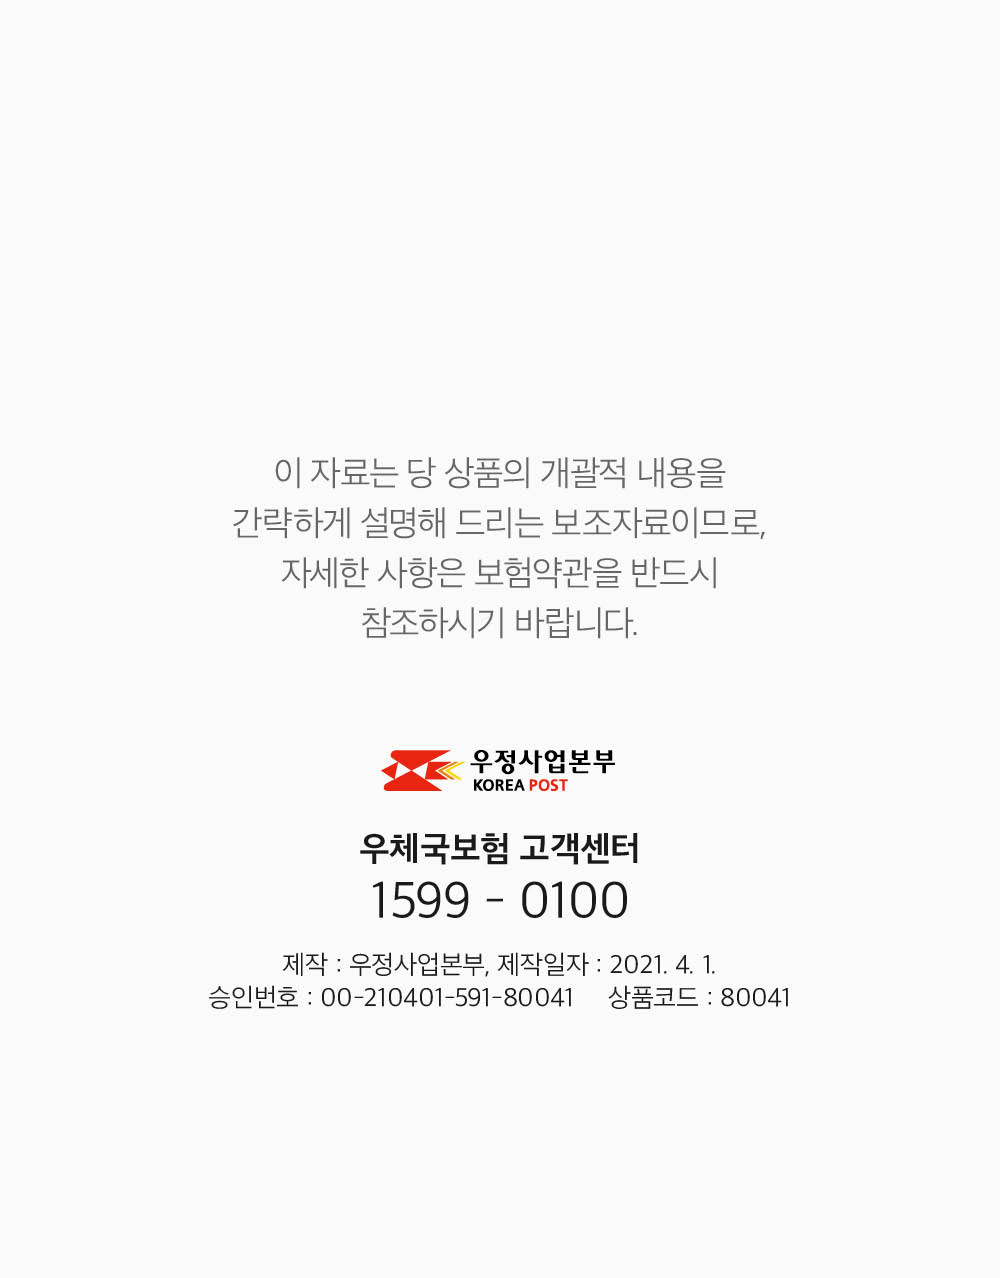 이 자료는 당 상품의 개괄적 내용을
간략하게 설명해 드리는 보조자료이므로,
자세한 사항은 보험약관을 반드시
참조하시기 바랍니다.
우정사업본부
KOREA POST
우체국보험 고객센터
1599 - 0100
제작 : 우정사업본부, 제작일자 : 2021. 4. 1.
승인번호 : 00-210401-591-80041 상품코드 : 80041